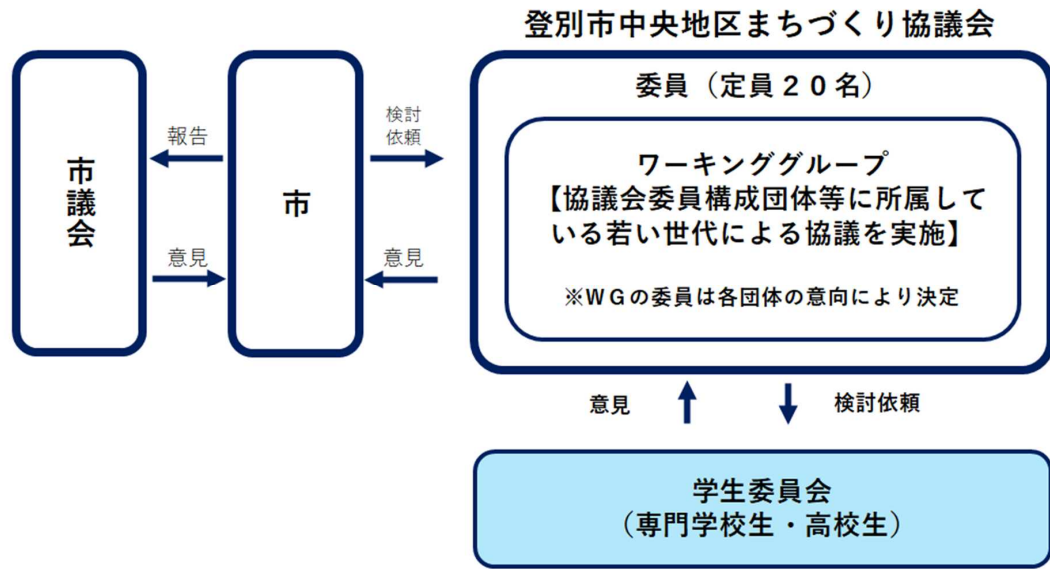 登別市中央地区まちづくり協議会
委員（定員２０名）
ワーキンググループ
【協議会委員構成団体等に所属して
いる若い世代による協議を実施】
※ＷＧの委員は各団体の意向により決定
市議会
報告
意見
市
検討
依頼
意見
意見
検討依頼
学生委員会
（専門学校生・高校生）